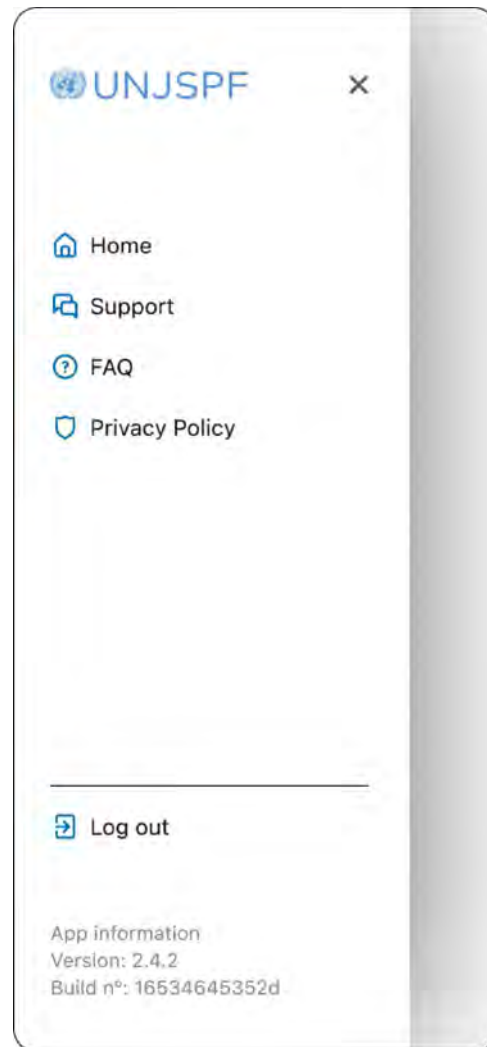 UNJSPF
Home
Support
FAQ
Privacy Policy
Log out
App information
Version: 2.4.2
Build nº: 16534645352d